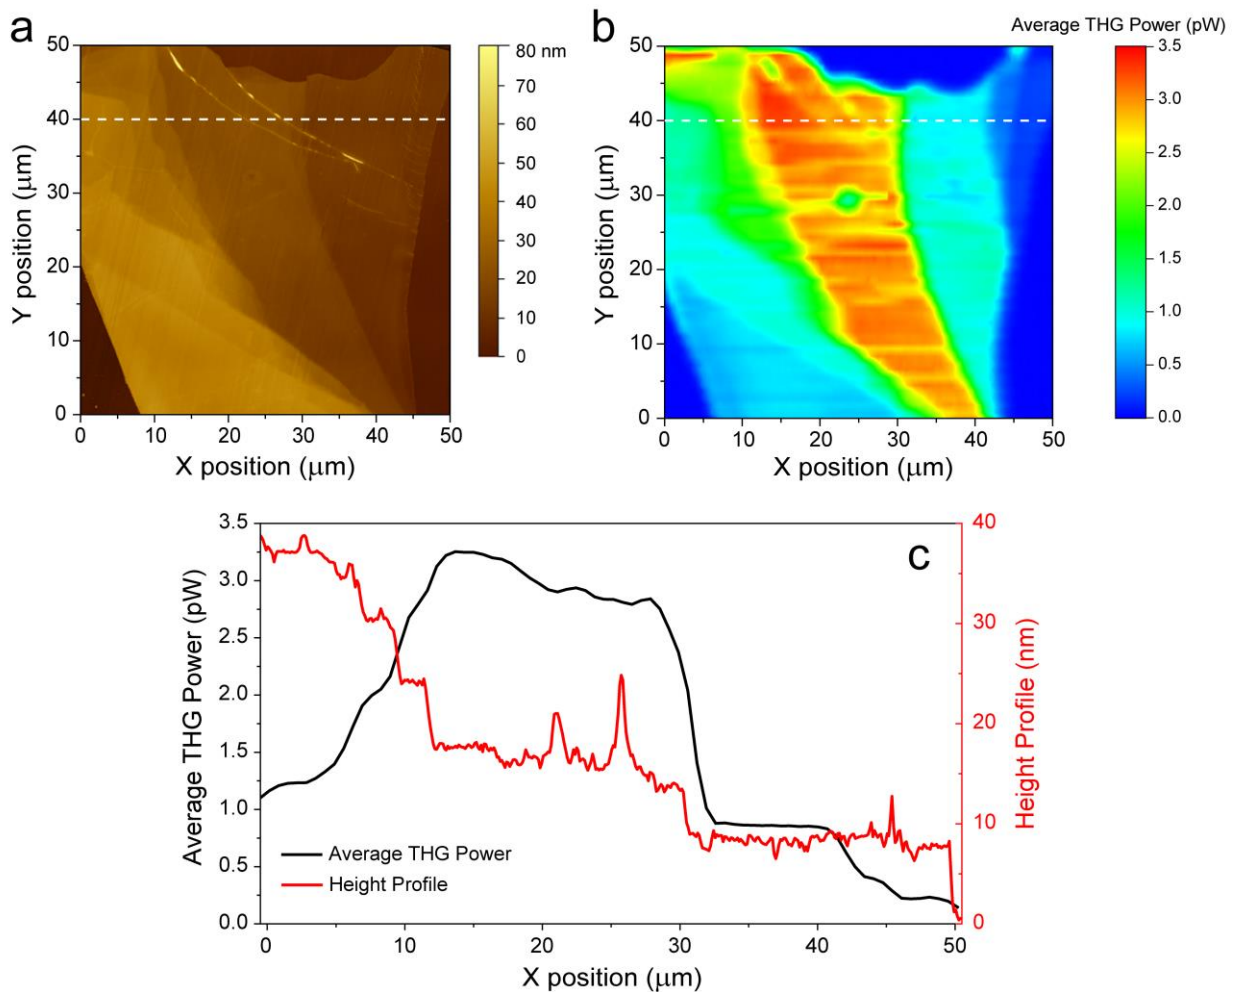 a
50
40
30
20
10
0
Y position (μm)
0 10 20 30 40 50
X position (μm)
80 nm
70
60
50
40
30
20
10
0
b
Average THG Power (pW)
50
40
30
20
10
0
Y position (μm)
0 10 20 30 40 50
X position (μm)
3.5
3.0
2.5
2.0
1.5
1.0
0.5
0.0
c
3.5
3.0
2.5
2.0
1.5
1.0
0.5
0.0
Average THG Power (pW)
Average THG Power
Height Profile
0 10 20 30 40 50
X position (μm)
40
30
20
10
0
Height Profile (nm)